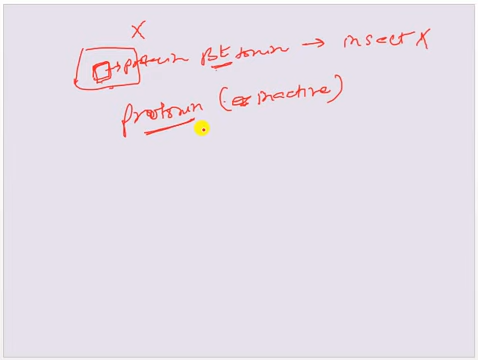 X
→ protein Bt toxin → insect X
Protoxin (inactive)